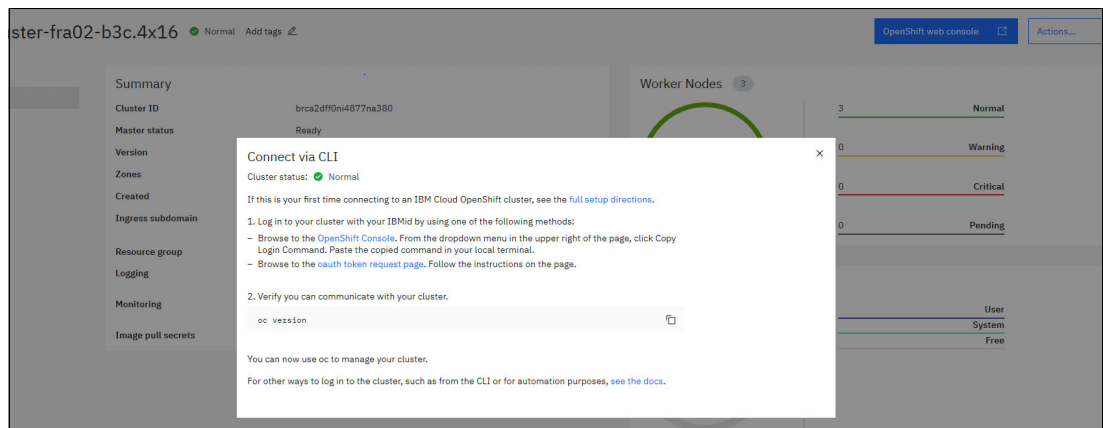 ster-fra02-b3c.4x16 Normal Add tags
OpenShift web console Actions...
Summary
Cluster ID brca2dff0ni4877na380
Master status Ready
Version
Zones
Created
Ingress subdomain
Resource group
Logging
Monitoring
Image pull secrets
Worker Nodes 3
3 Normal
0 Warning
0 Critical
0 Pending
User
System
Free
Connect via CLI
Cluster status: Normal
If this is your first time connecting to an IBM Cloud OpenShift cluster, see the full setup directions.
1. Log in to your cluster with your IBMid by using one of the following methods:
– Browse to the OpenShift Console. From the dropdown menu in the upper right of the page, click Copy
Login Command. Paste the copied command in your local terminal.
– Browse to the oauth token request page. Follow the instructions on the page.
2. Verify you can communicate with your cluster.
oc version
You can now use oc to manage your cluster.
For other ways to log in to the cluster, such as from the CLI or for automation purposes, see the docs.